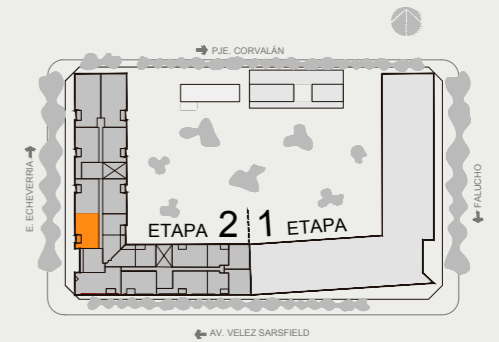 PJE. CORVALÁN
E. ECHEVERRIA
FALUCHO
ETAPA 2 1 ETAPA
AV. VELEZ SARSFIELD